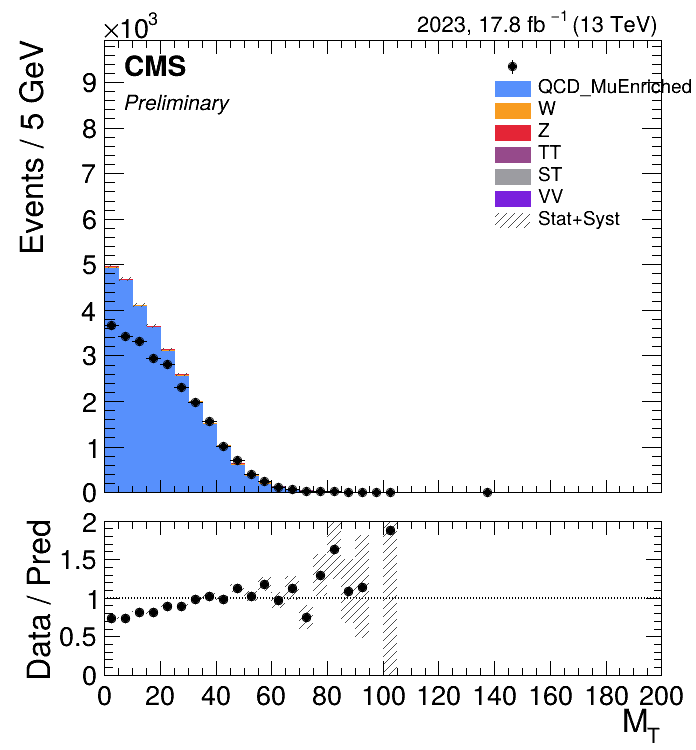 ×10³
2023, 17.8 fb⁻¹ (13 TeV)
Events / 5 GeV
CMS
Preliminary
QCD_MuEnriched
W
Z
TT
ST
VV
Stat+Syst
9
8
7
6
5
4
3
2
1
0
Data / Pred
2
1.5
1
0.5
0
0 20 40 60 80 100 120 140 160 180 200
M_T